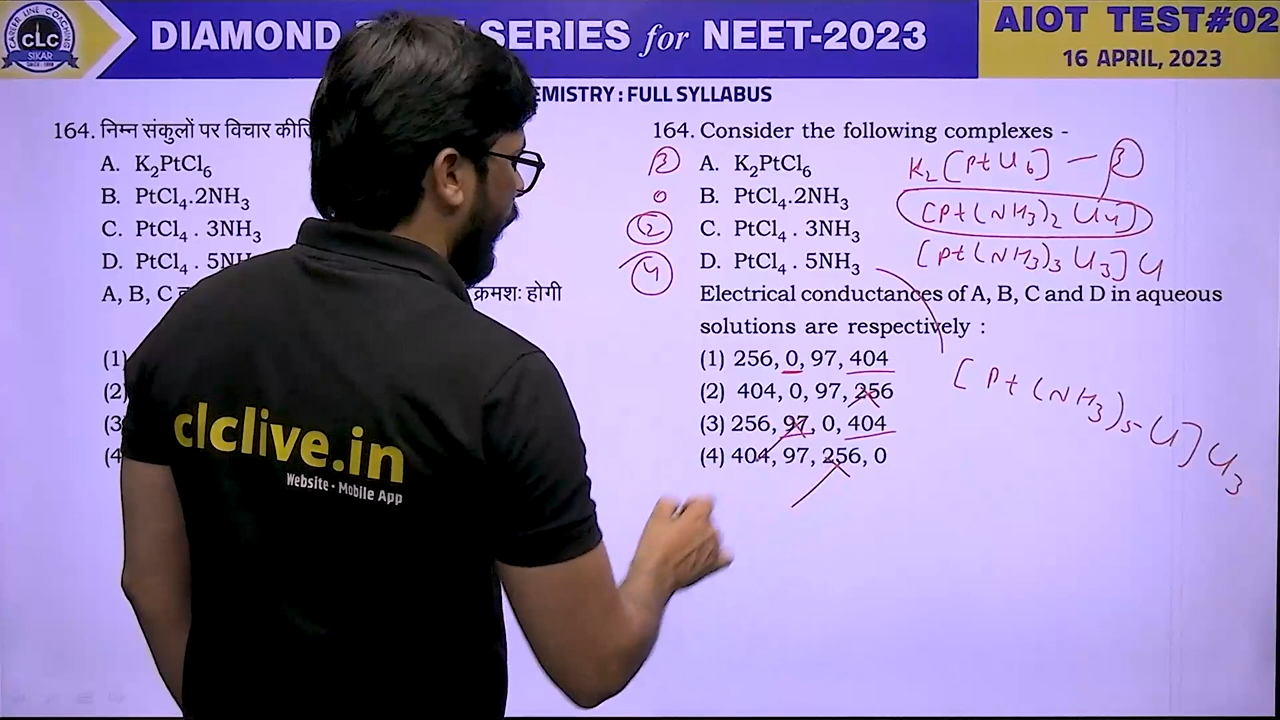 CAREER LINE COACHING
CLC
SIKAR
DIAMOND SERIES for NEET-2023
AIOT TEST#02
16 APRIL, 2023
EMISTRY : FULL SYLLABUS
164. निम्न संकुलों पर विचार
A. K₂PtCl₆
B. PtCl₄.2NH₃
C. PtCl₄ . 3NH₃
D. PtCl₄ . 5NH
A, B, C
क्रमशः होगी
(1)
(2)
(3
(4
164. Consider the following complexes -
A. K₂PtCl₆
B. PtCl₄.2NH₃
C. PtCl₄ . 3NH₃
D. PtCl₄ . 5NH₃
Electrical conductances of A, B, C and D in aqueous
solutions are respectively :
(1) 256, 0, 97, 404
(2) 404, 0, 97, 256
(3) 256, 97, 0, 404
(4) 404, 97, 256, 0
3
0
2
4
K₂[PtCl₆] — 3
[Pt(NH₃)₂Cl₄]
[Pt(NH₃)₃Cl₃]Cl
[Pt(NH₃)₅Cl]Cl₃
clclive.in
Website • Mobile App